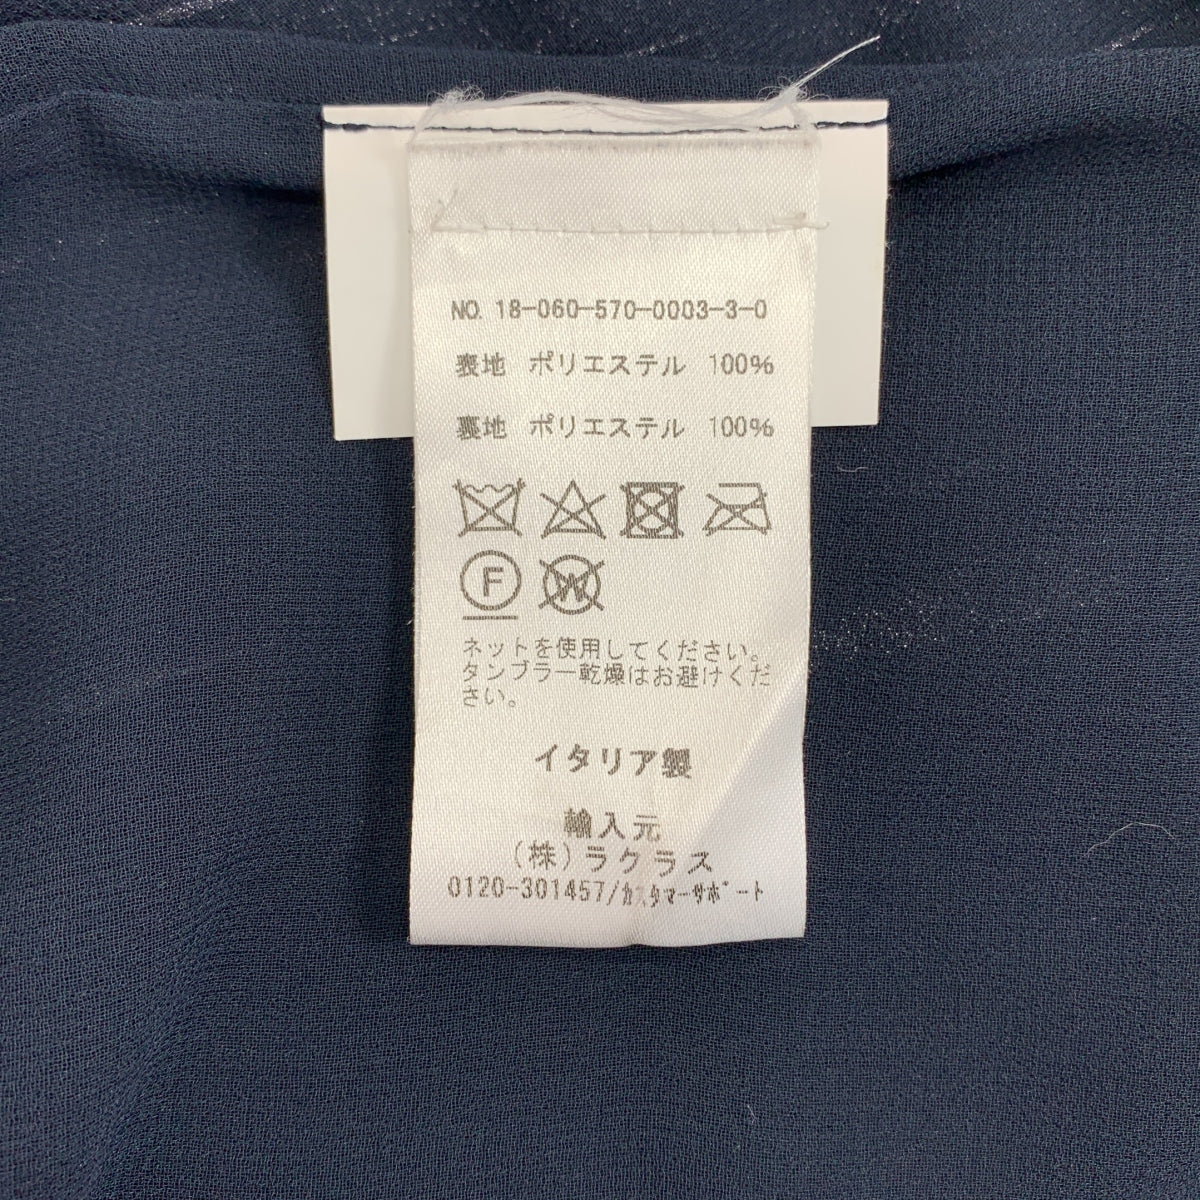 NO. 18-060-570-0003-3-0
表地 ポリエステル 100%
裏地 ポリエステル 100%
F W
ネットを使用してください。
タンブラー乾燥はお避けくだ
さい。
イタリア製
輸入元
(株)ラクラス
0120-301457/ｶｽﾀﾏｰｻﾎﾟｰﾄ